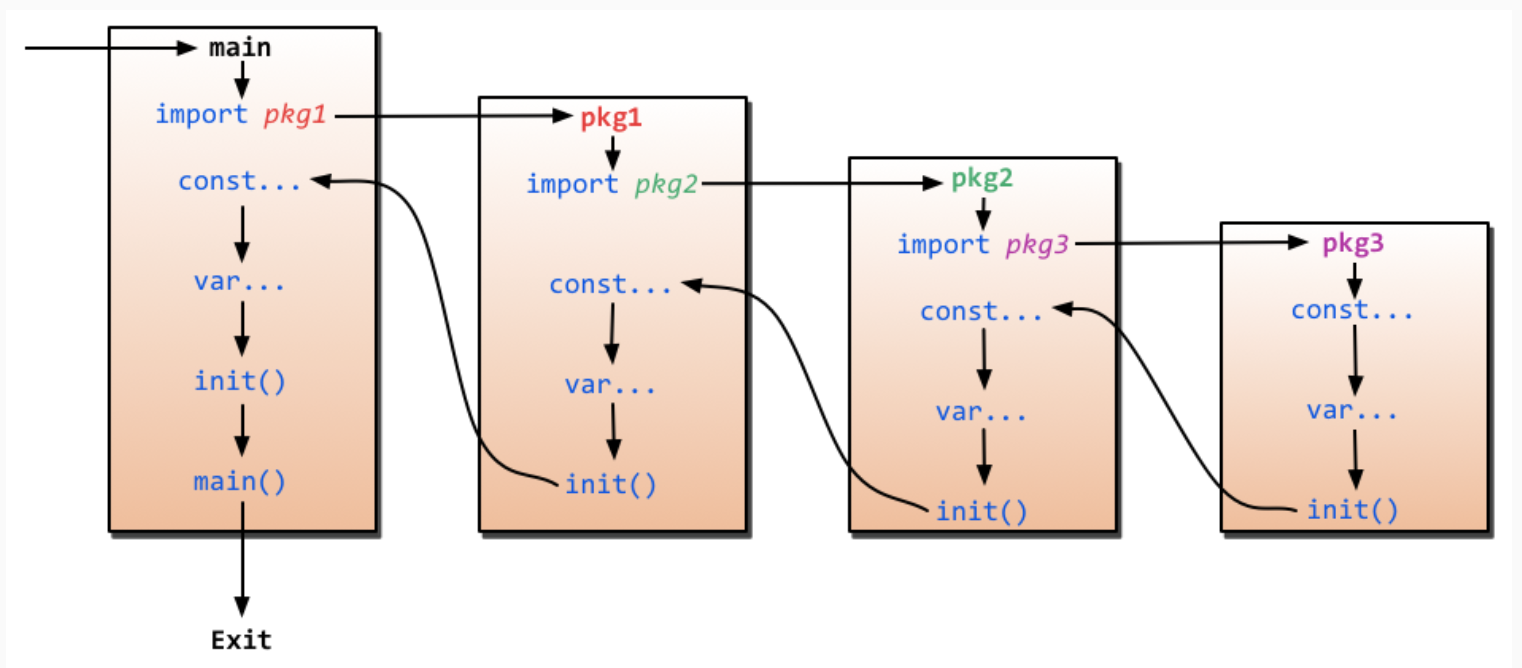 main
import pkg1
const...
var...
init()
main()
Exit
pkg1
import pkg2
const...
var...
init()
pkg2
import pkg3
const...
var...
init()
pkg3
const...
var...
init()